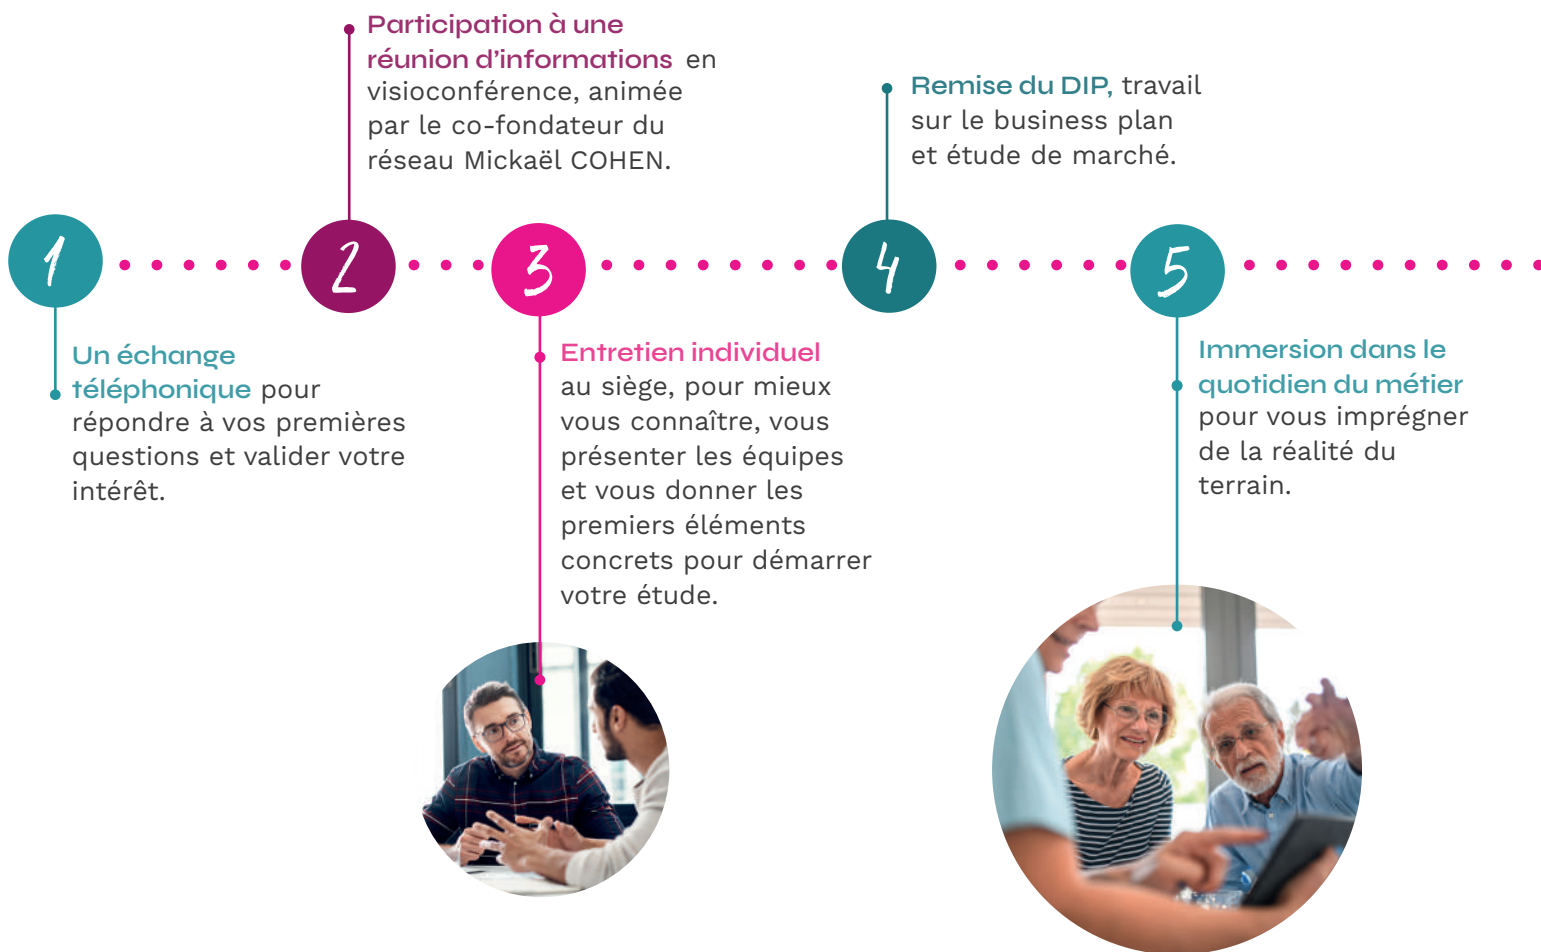 1
Un échange
téléphonique pour
répondre à vos premières
questions et valider votre
intérêt.
2
Participation à une
réunion d’informations en
visioconférence, animée
par le co-fondateur du
réseau Mickaël COHEN.
3
Entretien individuel
au siège, pour mieux
vous connaître, vous
présenter les équipes
et vous donner les
premiers éléments
concrets pour démarrer
votre étude.
4
Remise du DIP, travail
sur le business plan
et étude de marché.
5
Immersion dans le
quotidien du métier
pour vous imprégner
de la réalité du
terrain.